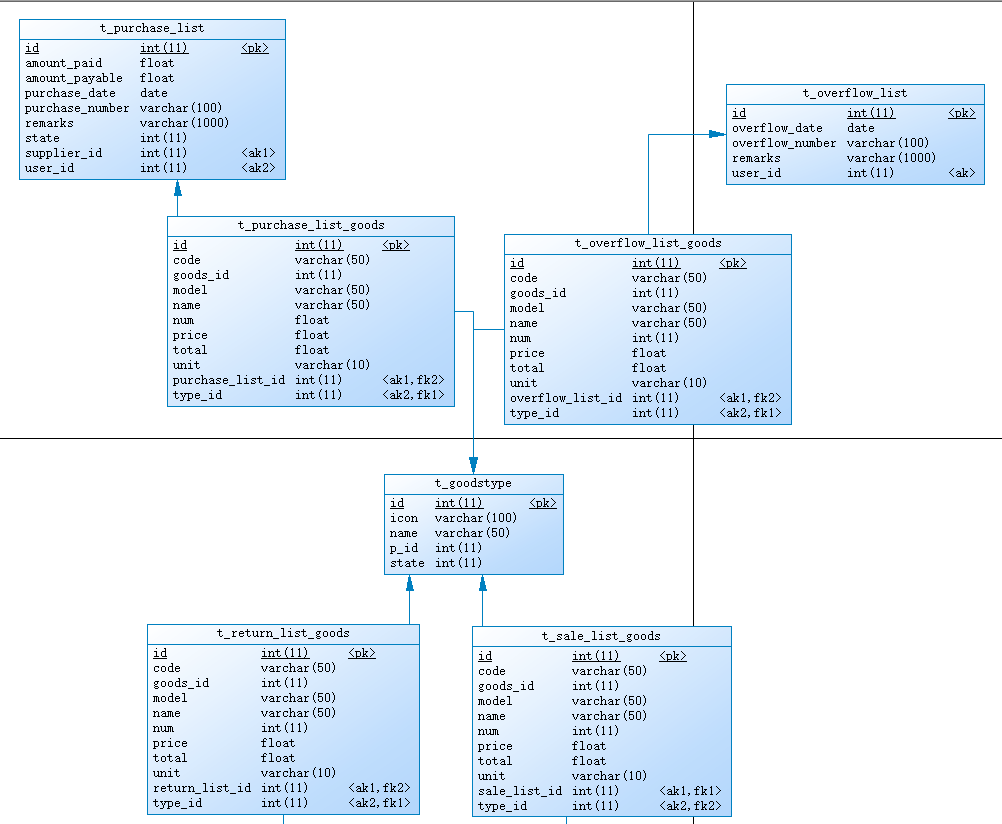 t_purchase_list
id int(11) <pk>
amount_paid float
amount_payable float
purchase_date date
purchase_number varchar(100)
remarks varchar(1000)
state int(11)
supplier_id int(11) <ak1>
user_id int(11) <ak2>
t_overflow_list
id int(11) <pk>
overflow_date date
overflow_number varchar(100)
remarks varchar(1000)
user_id int(11) <ak>
t_purchase_list_goods
id int(11) <pk>
code varchar(50)
goods_id int(11)
model varchar(50)
name varchar(50)
num float
price float
total float
unit varchar(10)
purchase_list_id int(11) <ak1,fk2>
type_id int(11) <ak2,fk1>
t_overflow_list_goods
id int(11) <pk>
code varchar(50)
goods_id int(11)
model varchar(50)
name varchar(50)
num int(11)
price float
total float
unit varchar(10)
overflow_list_id int(11) <ak1,fk2>
type_id int(11) <ak2,fk1>
t_goodstype
id int(11) <pk>
icon varchar(100)
name varchar(50)
p_id int(11)
state int(11)
t_return_list_goods
id int(11) <pk>
code varchar(50)
goods_id int(11)
model varchar(50)
name varchar(50)
num int(11)
price float
total float
unit varchar(10)
return_list_id int(11) <ak1,fk2>
type_id int(11) <ak2,fk1>
t_sale_list_goods
id int(11) <pk>
code varchar(50)
goods_id int(11)
model varchar(50)
name varchar(50)
num int(11)
price float
total float
unit varchar(10)
sale_list_id int(11) <ak1,fk1>
type_id int(11) <ak2,fk2>